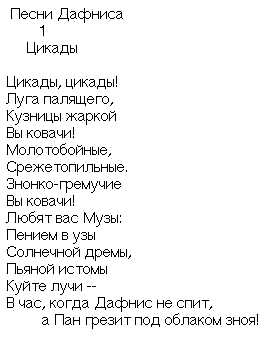 Песни Дафниса
1
Цикады
Цикады, цикады!
Луга палящего,
Кузницы жаркой
Вы ковачи!
Молотобойные,
Срежетопильные.
Знонко-гремучие
Вы ковачи!
Любят вас Музы:
Пением в узы
Солнечной дремы,
Пьяной истомы
Куйте лучи --
В час, когда Дафнис не спит,
а Пан грезит под облаком зноя!